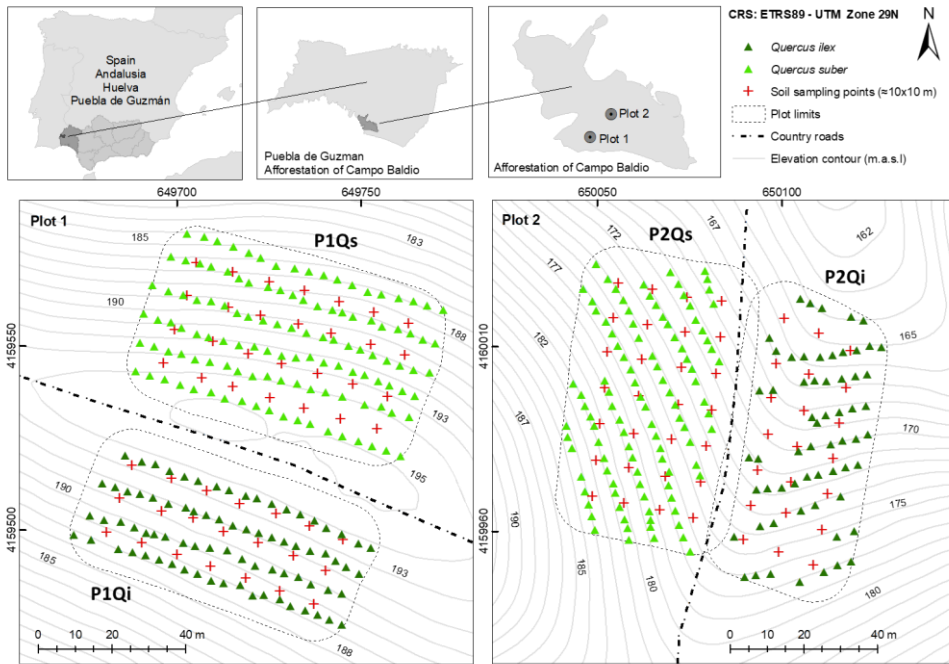 Spain
Andalusia
Huelva
Puebla de Guzmán
Puebla de Guzman
Afforestation of Campo Baldio
Plot 2
Plot 1
Afforestation of Campo Baldio
CRS: ETRS89 - UTM Zone 29N
N
Quercus ilex
Quercus suber
Soil sampling points (≈10x10 m)
Plot limits
Country roads
Elevation contour (m.a.s.l)
649700
649750
Plot 1
P1Qs
185
183
190
188
193
195
4159550
4159500
190
185
193
188
P1Qi
0 10 20 40 m
650055
650100
Plot 2
P2Qs
P2Qi
172
167
162
177
182
187
165
170
175
190
185
180
180
4160010
4159960
0 10 20 40 m